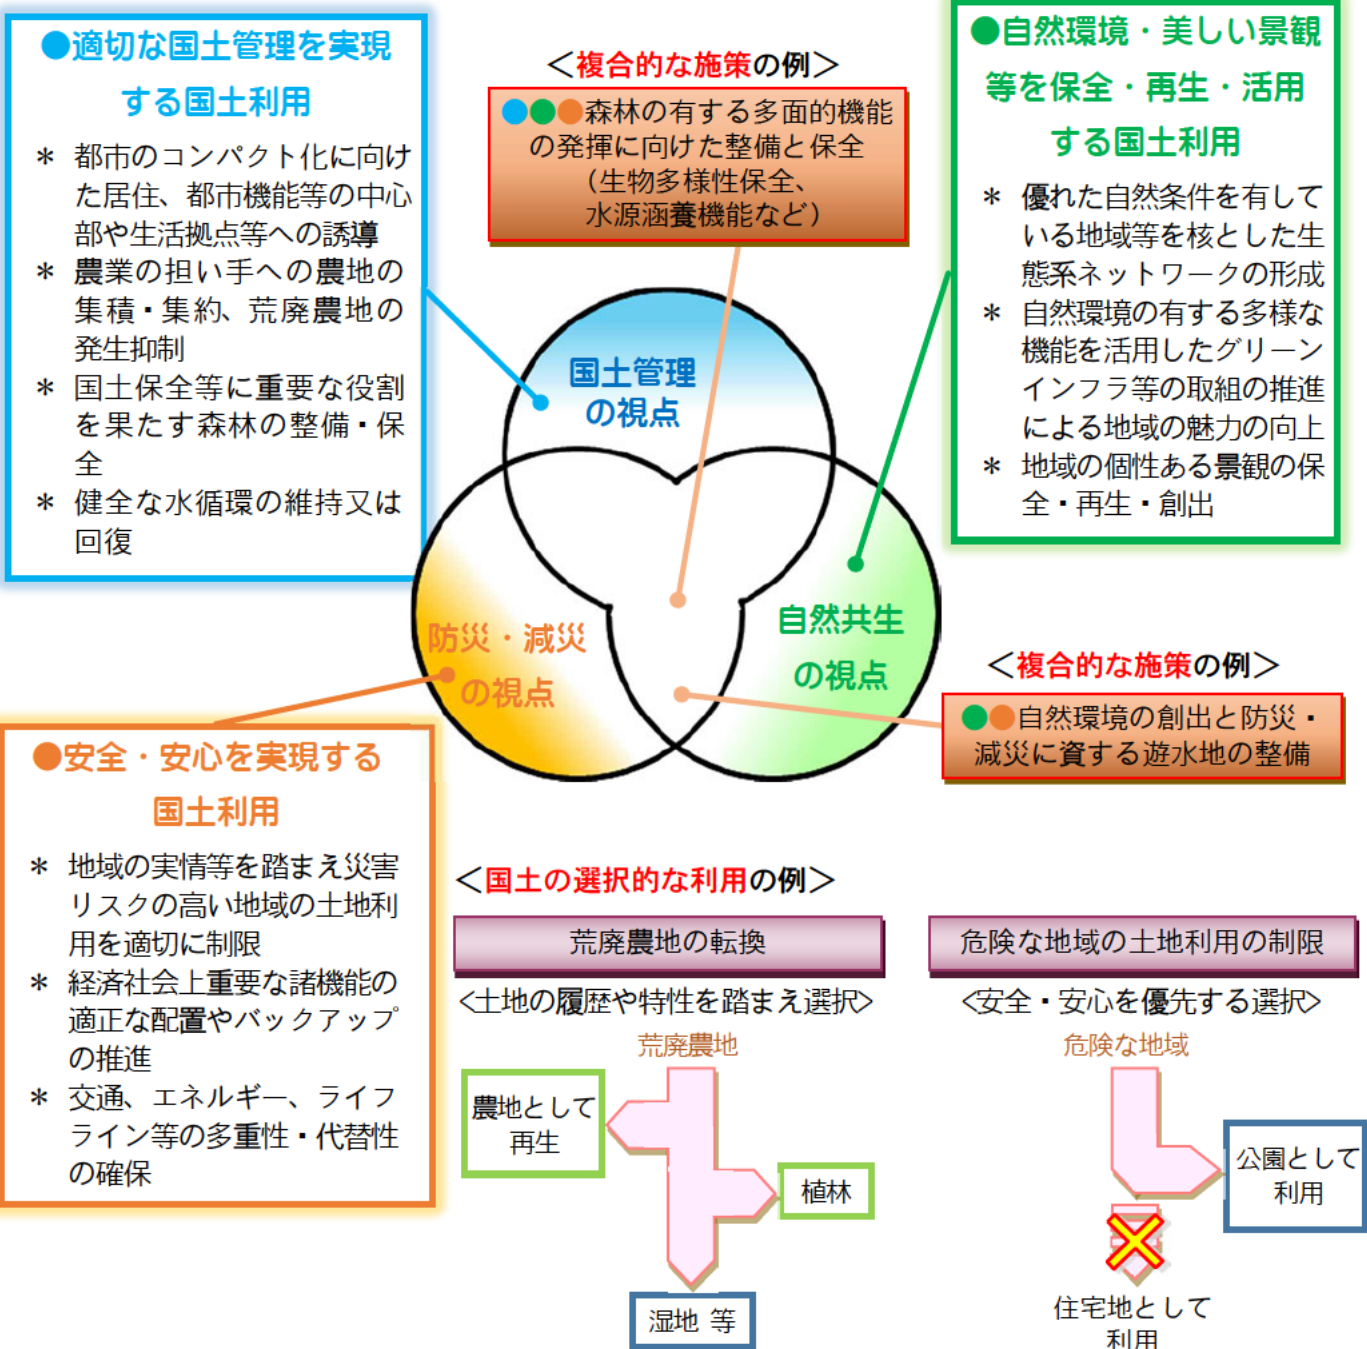 ●適切な国土管理を実現
する国土利用
＊ 都市のコンパクト化に向け
た居住、都市機能等の中心
部や生活拠点等への誘導
＊ 農業の担い手への農地の
集積・集約、荒廃農地の
発生抑制
＊ 国土保全等に重要な役割
を果たす森林の整備・保
全
＊ 健全な水循環の維持又は
回復
＜複合的な施策の例＞
●●●森林の有する多面的機能
の発揮に向けた整備と保全
（生物多様性保全、
水源涵養機能など）
●自然環境・美しい景観
等を保全・再生・活用
する国土利用
＊ 優れた自然条件を有して
いる地域等を核とした生
態系ネットワークの形成
＊ 自然環境の有する多様な
機能を活用したグリーン
インフラ等の取組の推進
による地域の魅力の向上
＊ 地域の個性ある景観の保
全・再生・創出
国土管理
の視点
防災・減災
の視点
自然共生
の視点
＜複合的な施策の例＞
●●自然環境の創出と防災・
減災に資する遊水地の整備
●安全・安心を実現する
国土利用
＊ 地域の実情等を踏まえ災害
リスクの高い地域の土地利
用を適切に制限
＊ 経済社会上重要な諸機能の
適正な配置やバックアップ
の推進
＊ 交通、エネルギー、ライフ
ライン等の多重性・代替性
の確保
＜国土の選択的な利用の例＞
荒廃農地の転換
＜土地の履歴や特性を踏まえ選択＞
荒廃農地
農地として
再生
植林
湿地 等
危険な地域の土地利用の制限
＜安全・安心を優先する選択＞
危険な地域
公園として
利用
住宅地として
利用